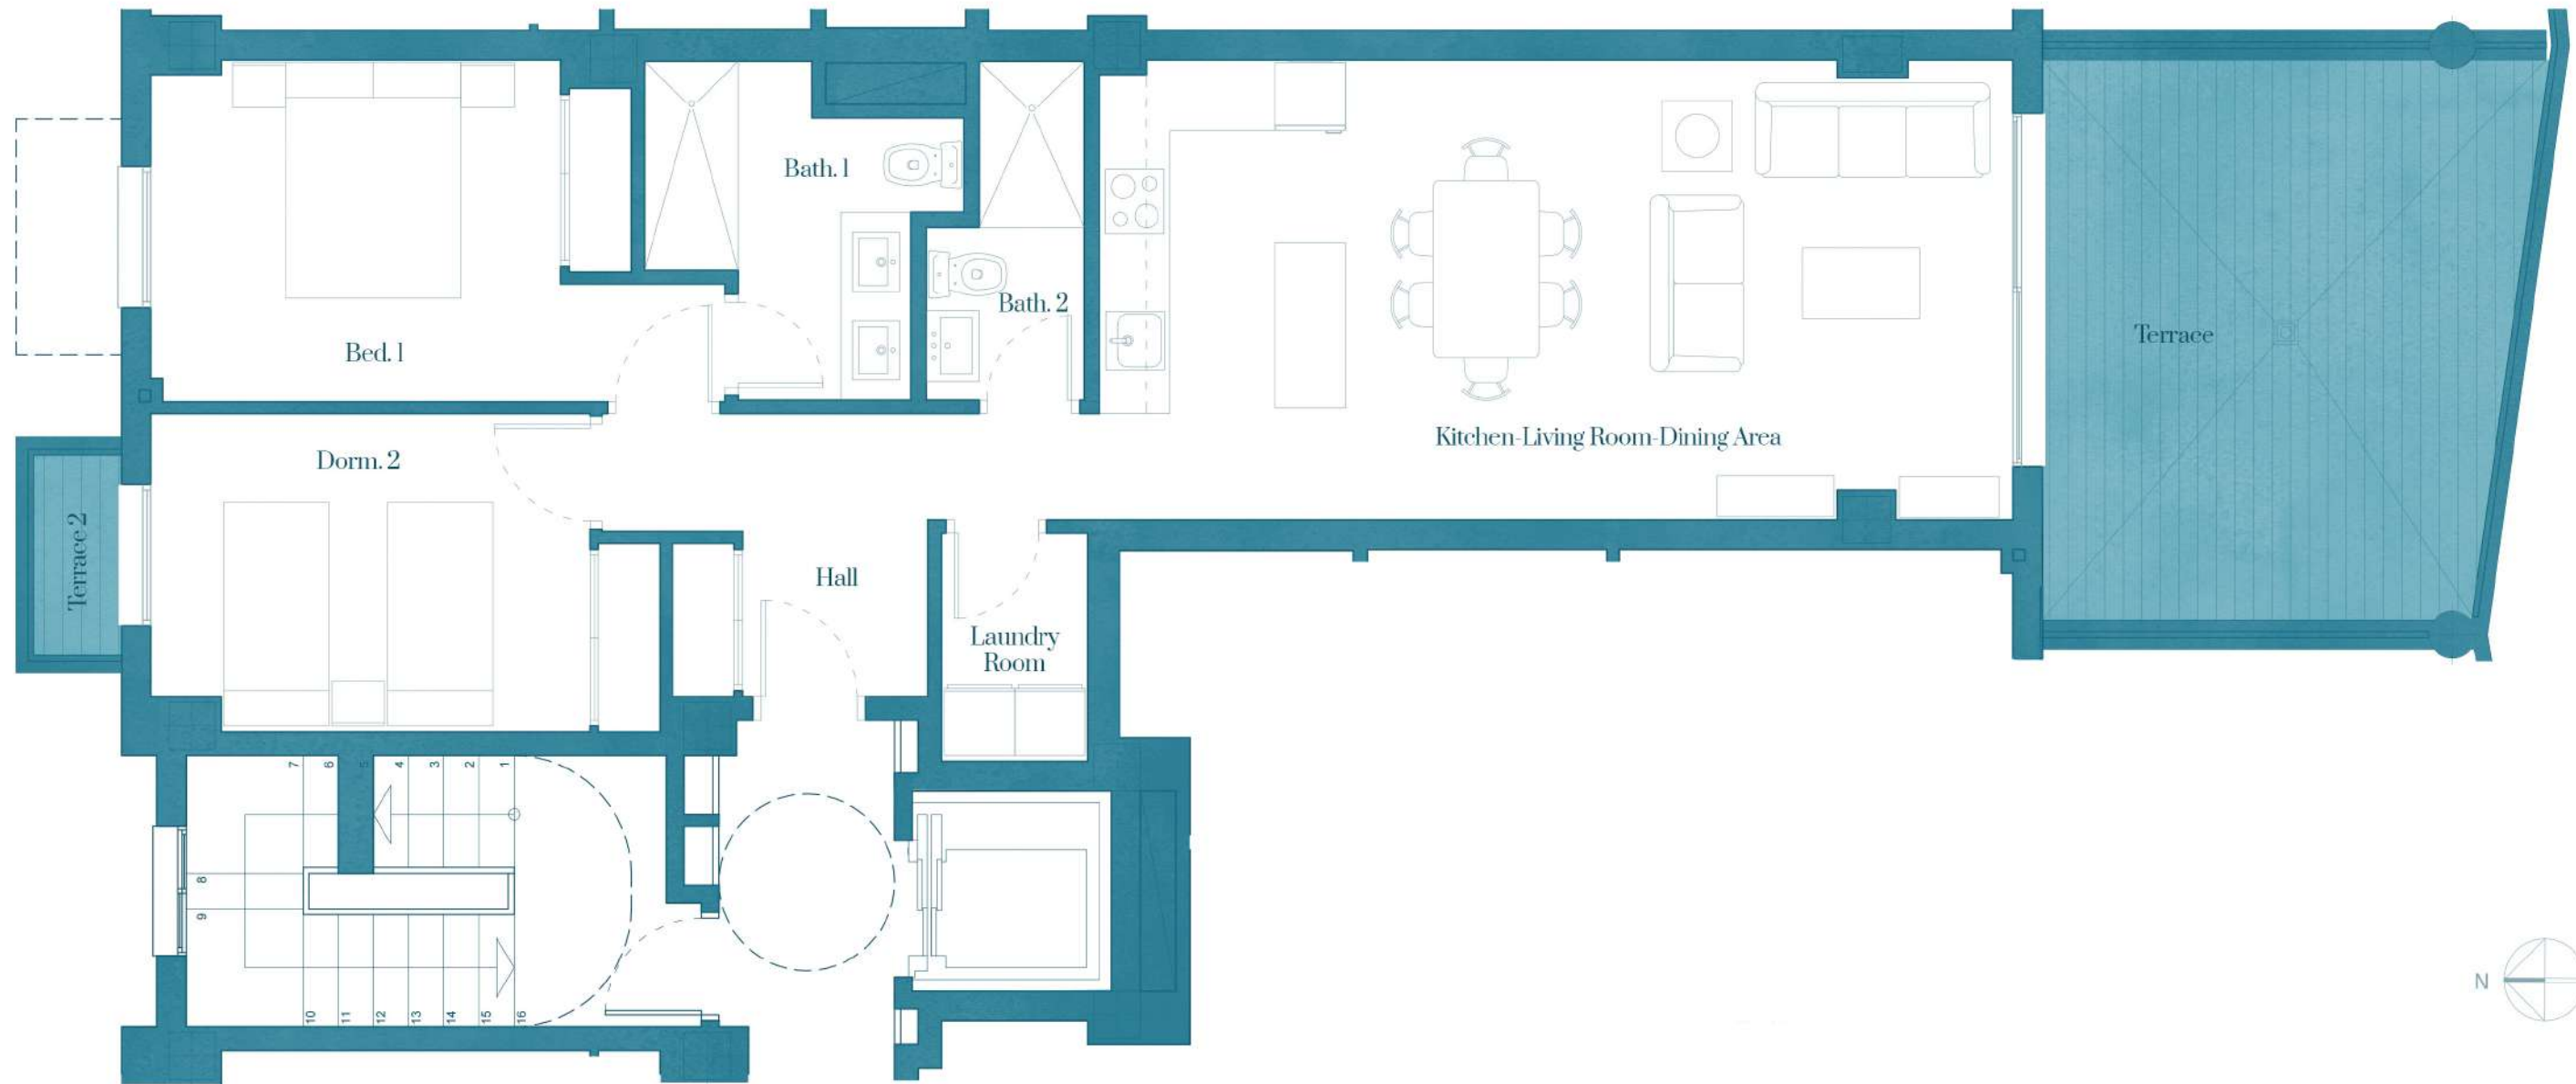 Bath. 1
Bath. 2
Bed. 1
Terrace
Kitchen-Living Room-Dining Area
Dorm. 2
Terrace 2
Hall
Laundry
Room
7
6
5
4
3
2
1
8
9
10
11
12
13
14
15
16
N